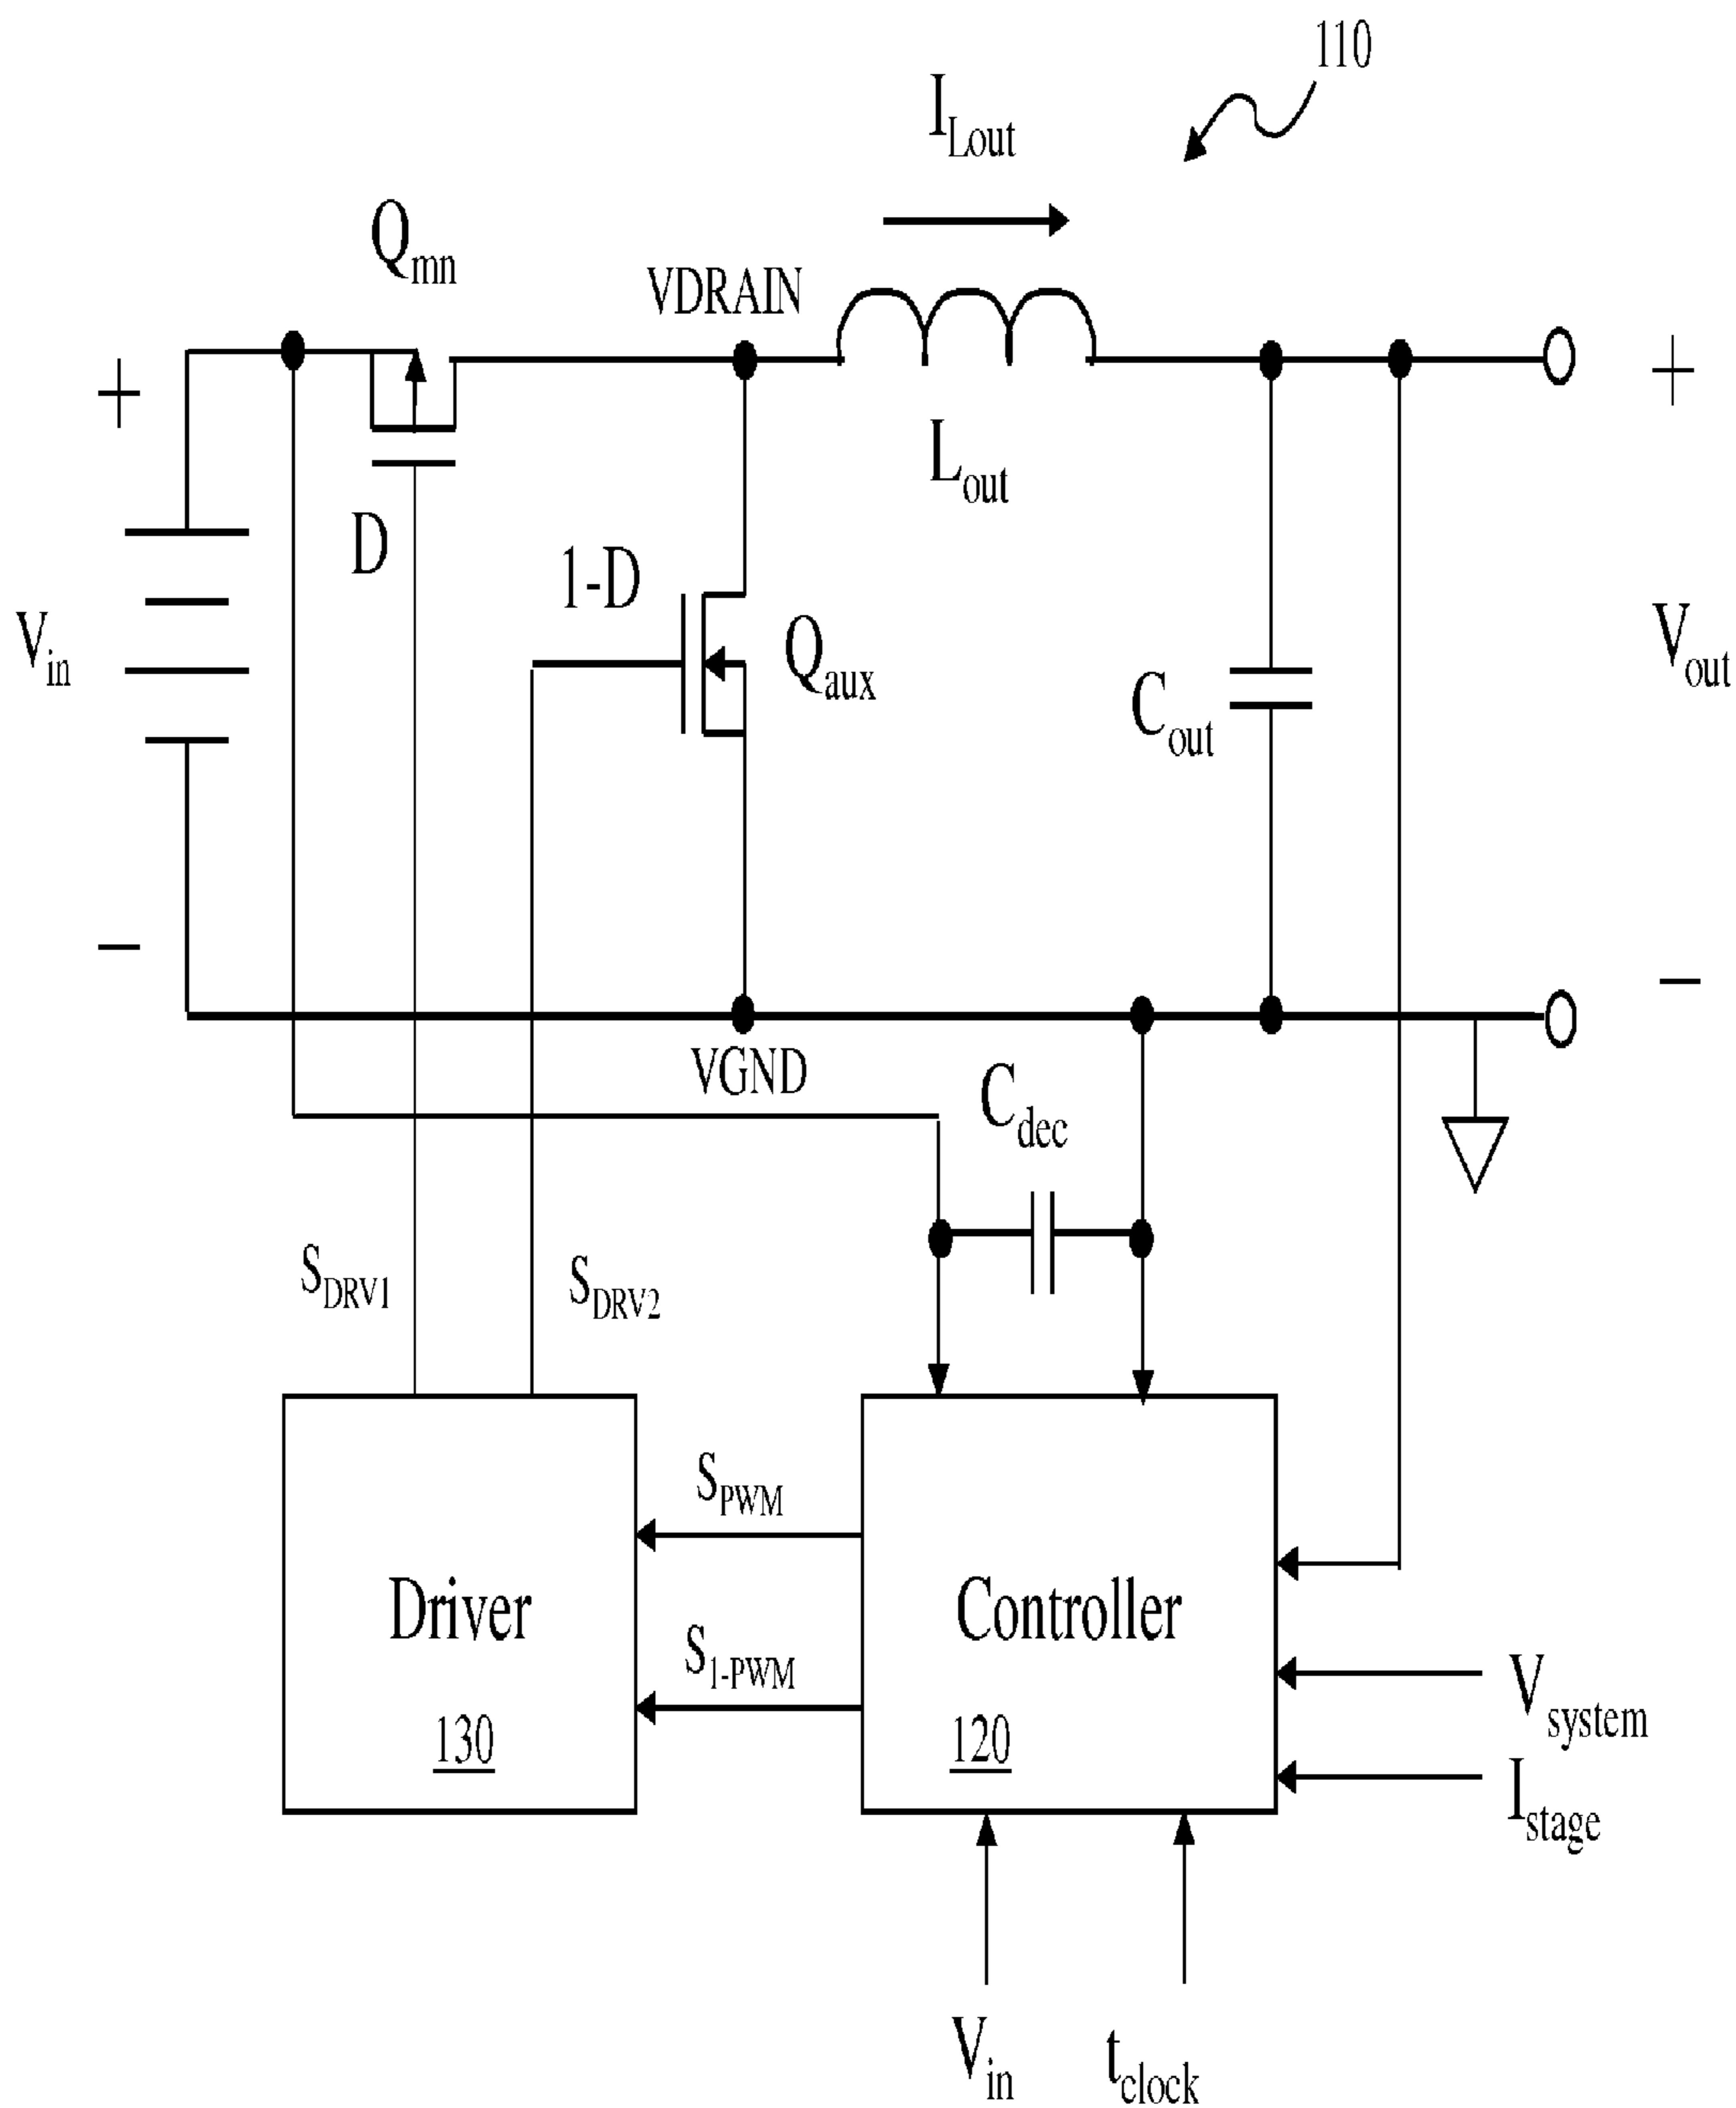 110
I_Lout
Q_mn
VDRAIN
+
+
L_out
D
1-D
V_in
Q_aux
C_out
V_out
−
−
VGND
C_dec
S_DRV1
S_DRV2
S_PWM
Driver
Controller
S_1-PWM
130
120
V_system
I_stage
V_in
t_clock